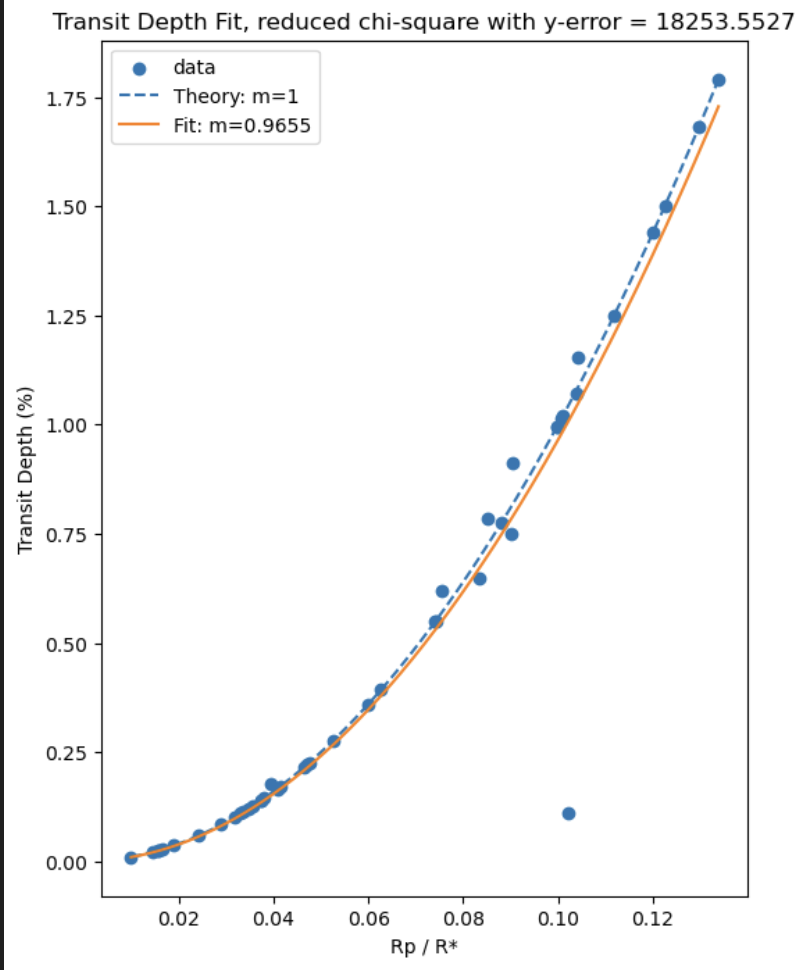 Transit Depth Fit, reduced chi-square with y-error = 18253.5527
data
Theory: m=1
Fit: m=0.9655
Transit Depth (%)
1.75
1.50
1.25
1.00
0.75
0.50
0.25
0.00
0.02 0.04 0.06 0.08 0.10 0.12
Rp / R*